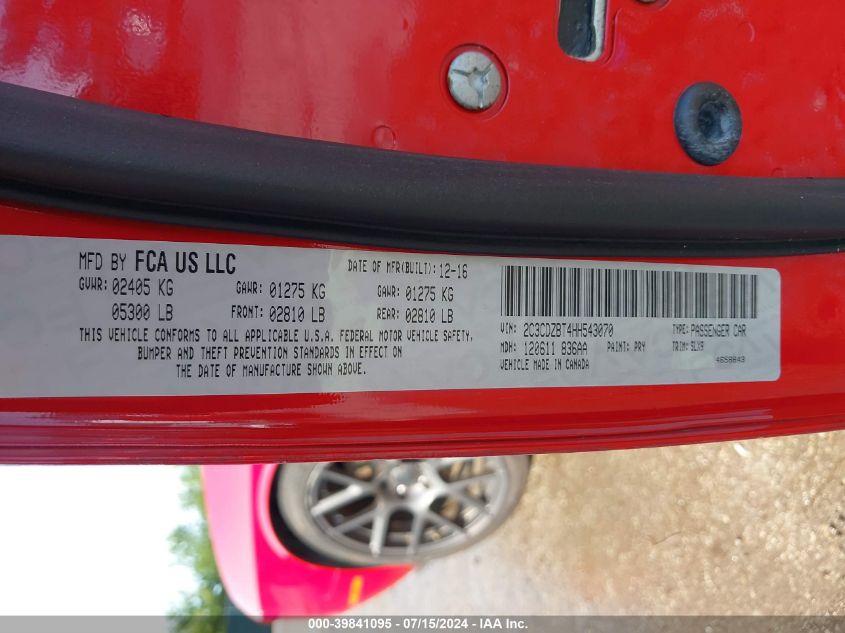 MFD BY FCA US LLC DATE OF MFR(BUILT): 12-16
GVWR: 02405 KG GAWR: 01275 KG GAWR: 01275 KG
05300 LB FRONT: 02810 LB REAR: 02810 LB
THIS VEHICLE CONFORMS TO ALL APPLICABLE U.S.A. FEDERAL MOTOR VEHICLE SAFETY,
BUMPER AND THEFT PREVENTION STANDARDS IN EFFECT ON
THE DATE OF MANUFACTURE SHOWN ABOVE.
VIN: 2C3CDZBT4HH543070 TYPE: PASSENGER CAR
MDH: 120611 836AA PAINT: PRY TRIM: SLX9
VEHICLE MADE IN CANADA 4658843
000-39841095 - 07/15/2024 - IAA Inc.